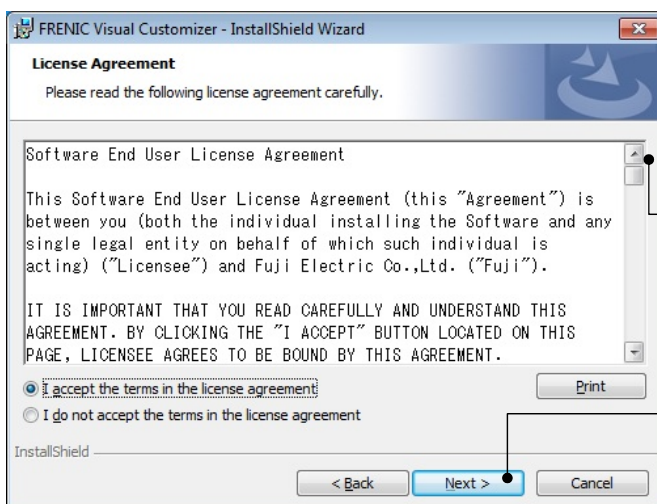 FRENIC Visual Customizer - InstallShield Wizard
License Agreement
Please read the following license agreement carefully.
Software End User License Agreement
This Software End User License Agreement (this "Agreement") is
between you (both the individual installing the Software and any
single legal entity on behalf of which such individual is
acting) ("Licensee") and Fuji Electric Co.,Ltd. ("Fuji").
IT IS IMPORTANT THAT YOU READ CAREFULLY AND UNDERSTAND THIS
AGREEMENT. BY CLICKING THE "I ACCEPT" BUTTON LOCATED ON THIS
PAGE, LICENSEE AGREES TO BE BOUND BY THIS AGREEMENT.
I accept the terms in the license agreement
Print
I do not accept the terms in the license agreement
InstallShield
< Back
Next >
Cancel